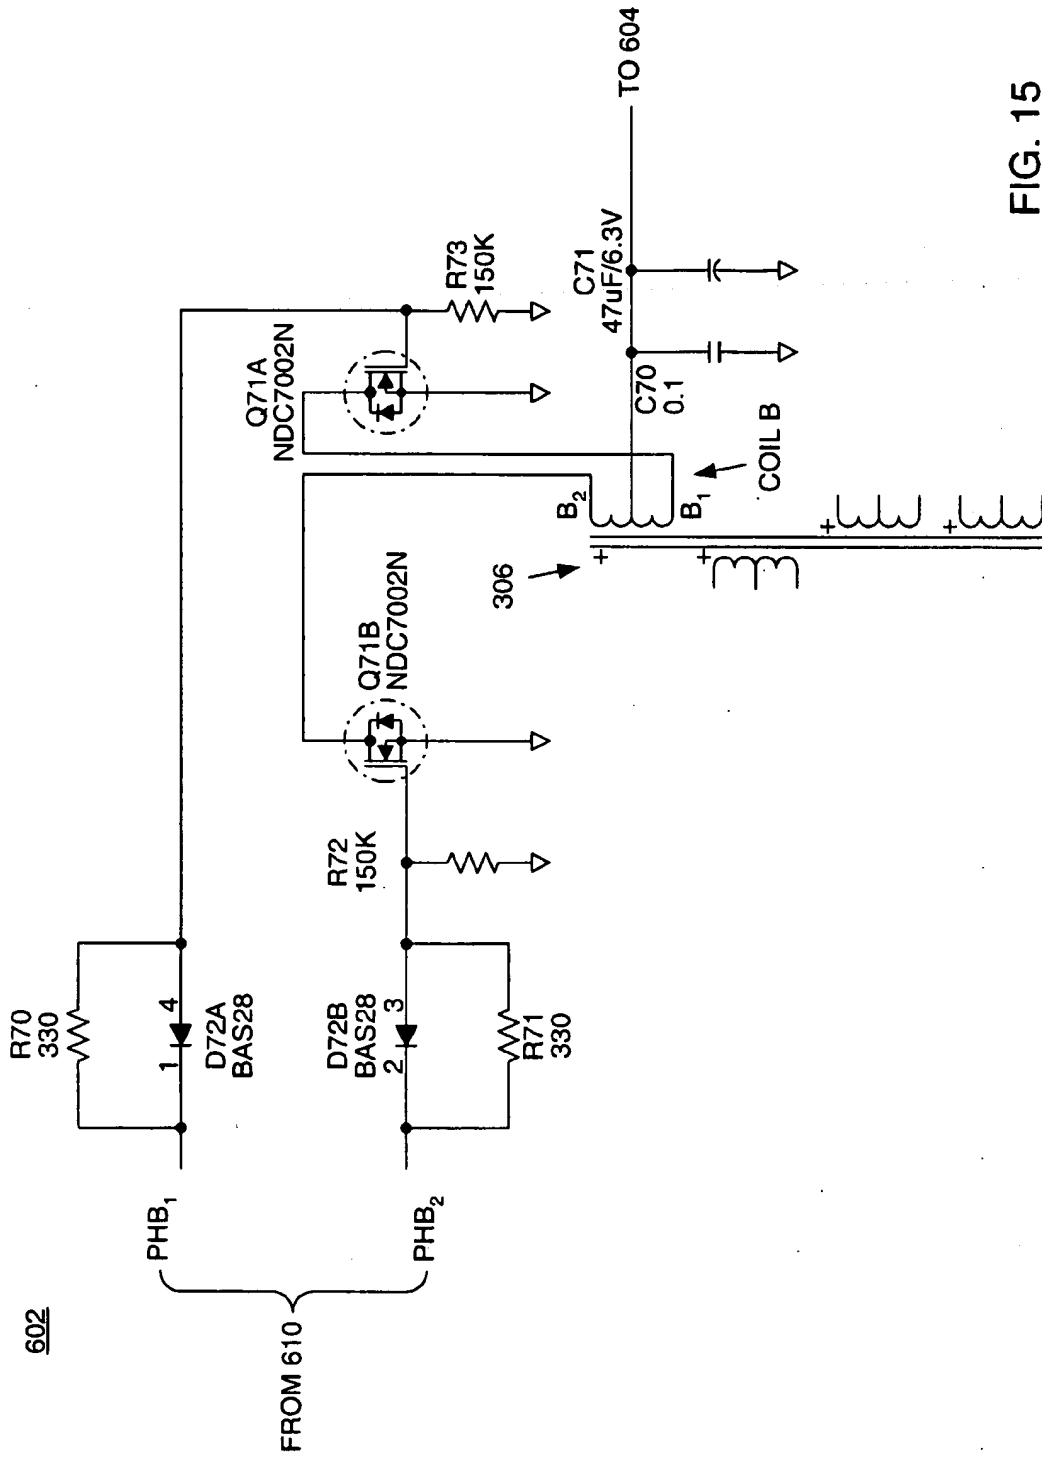 602
R70
330
1
4
D72A
BAS28
PHB1
FROM 610
PHB2
D72B
BAS28
2
3
R71
330
R72
150K
Q71B
NDC7002N
Q71A
NDC7002N
R73
150K
306
+
B2
B1
COIL B
C70
0.1
C71
47uF/6.3V
TO 604
+
+
+
FIG. 15